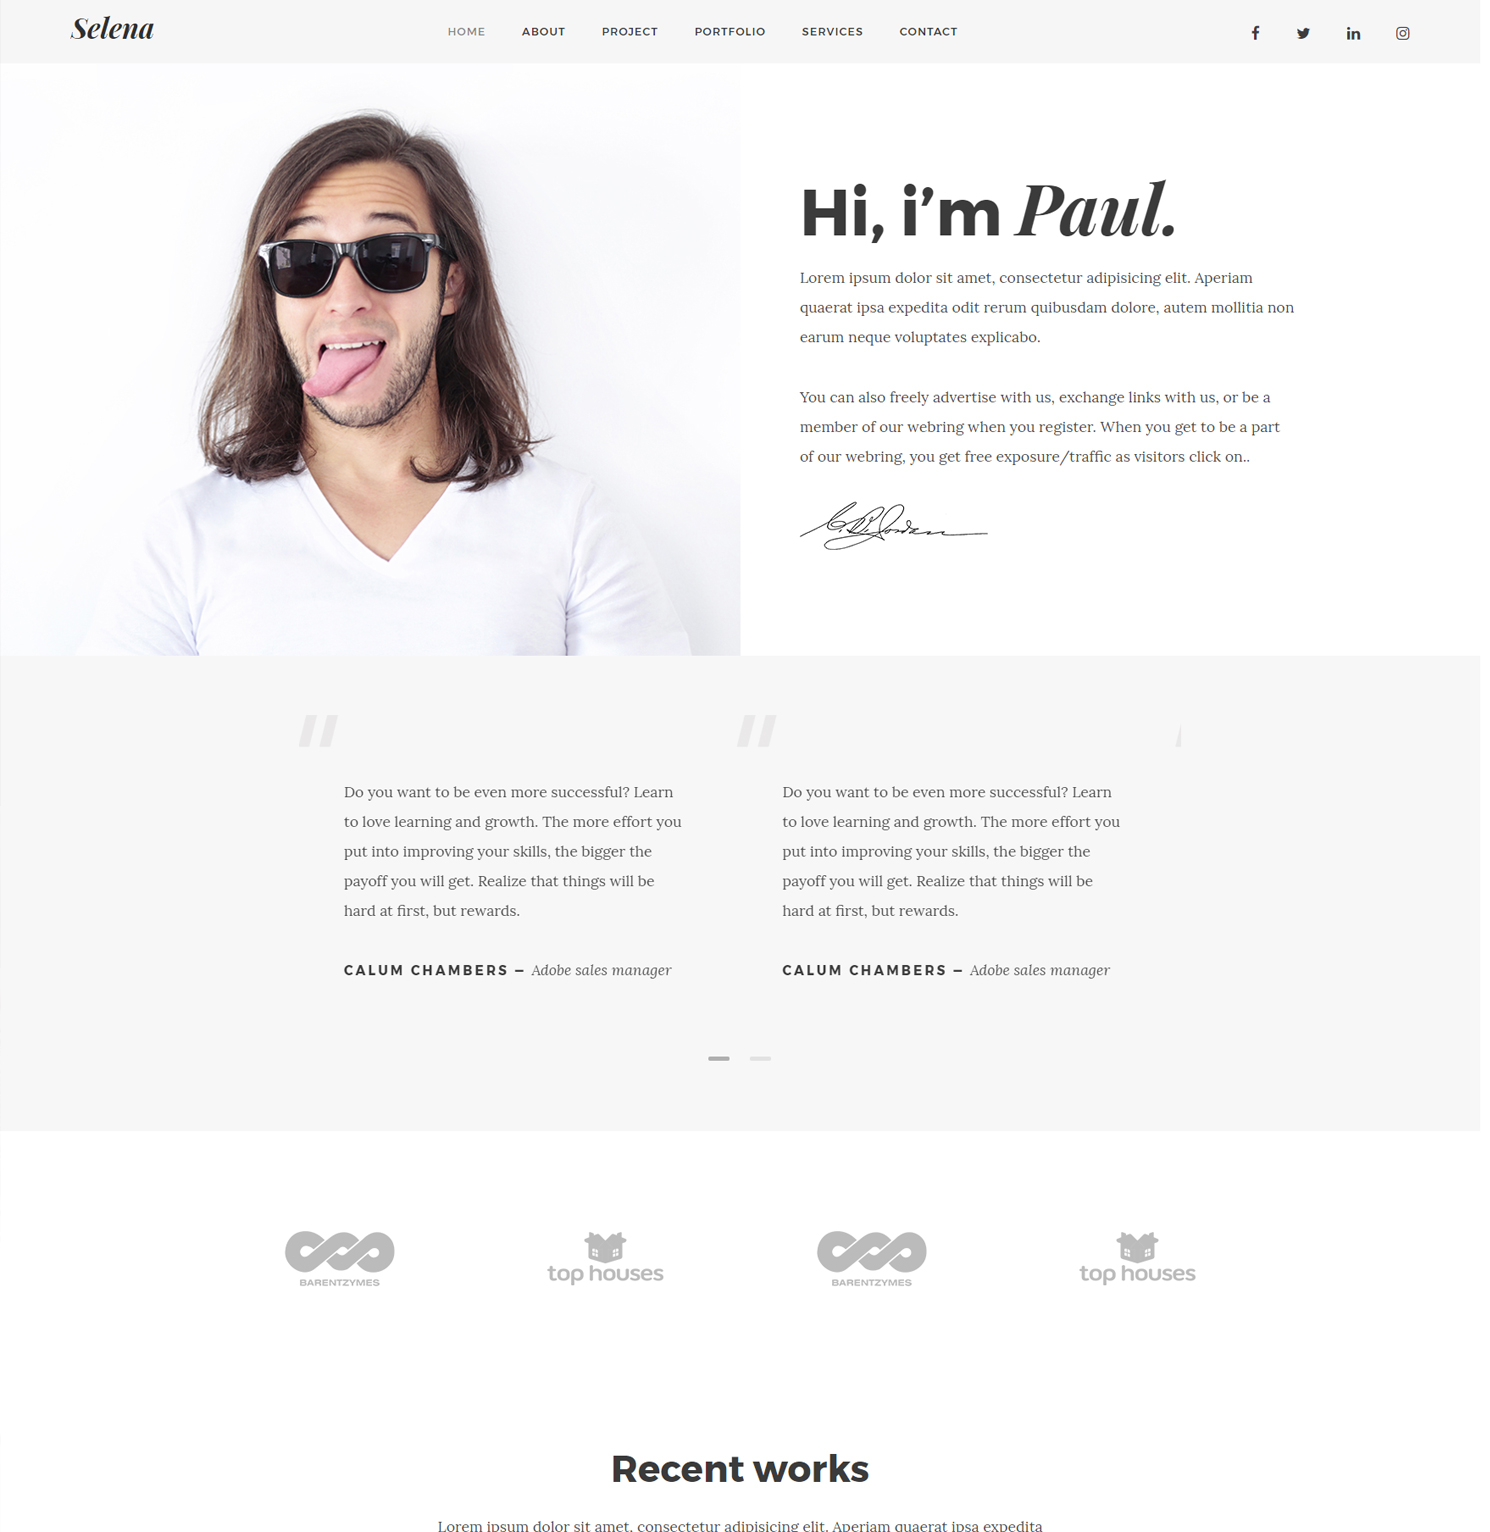 Selena
HOME ABOUT PROJECT PORTFOLIO SERVICES CONTACT
Hi, i’m Paul.
Lorem ipsum dolor sit amet, consectetur adipisicing elit. Aperiam
quaerat ipsa expedita odit rerum quibusdam dolore, autem mollitia non
earum neque voluptates explicabo.
You can also freely advertise with us, exchange links with us, or be a
member of our webring when you register. When you get to be a part
of our webring, you get free exposure/traffic as visitors click on..
Do you want to be even more successful? Learn
to love learning and growth. The more effort you
put into improving your skills, the bigger the
payoff you will get. Realize that things will be
hard at first, but rewards.
CALUM CHAMBERS — Adobe sales manager
Do you want to be even more successful? Learn
to love learning and growth. The more effort you
put into improving your skills, the bigger the
payoff you will get. Realize that things will be
hard at first, but rewards.
CALUM CHAMBERS — Adobe sales manager
BARENTZYMES
top houses
BARENTZYMES
top houses
Recent works
Lorem ipsum dolor sit amet, consectetur adipisicing elit. Aperiam quaerat ipsa expedita